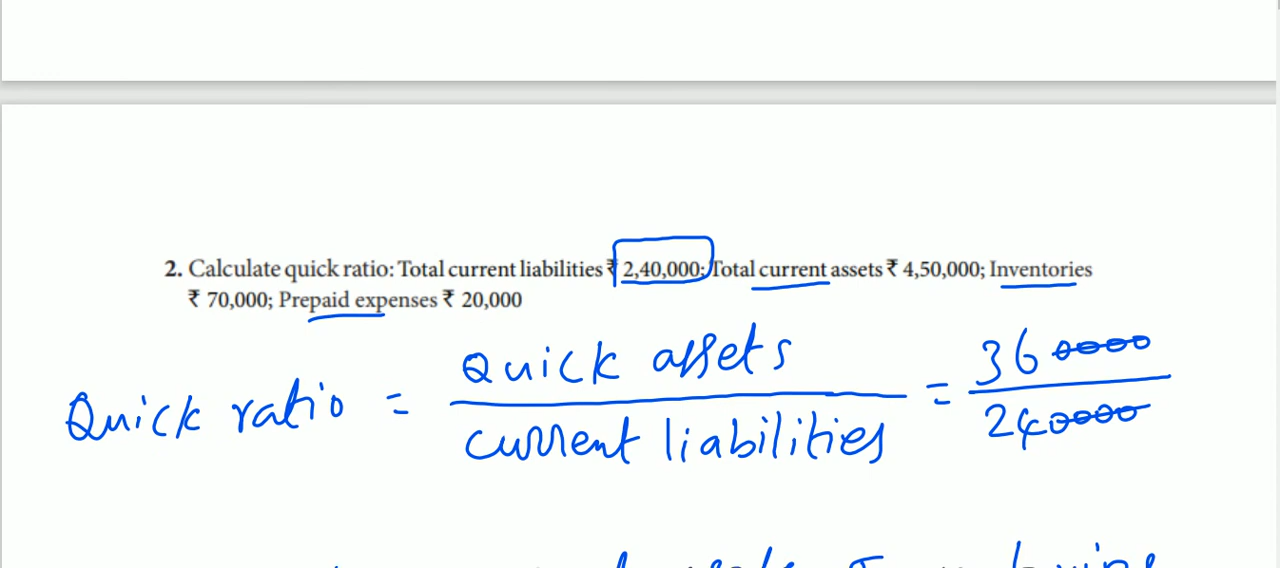 2. Calculate quick ratio: Total current liabilities ₹ 2,40,000; Total current assets ₹ 4,50,000; Inventories
₹ 70,000; Prepaid expenses ₹ 20,000
Quick ratio = Quick assets / current liabilities = 360000 / 240000